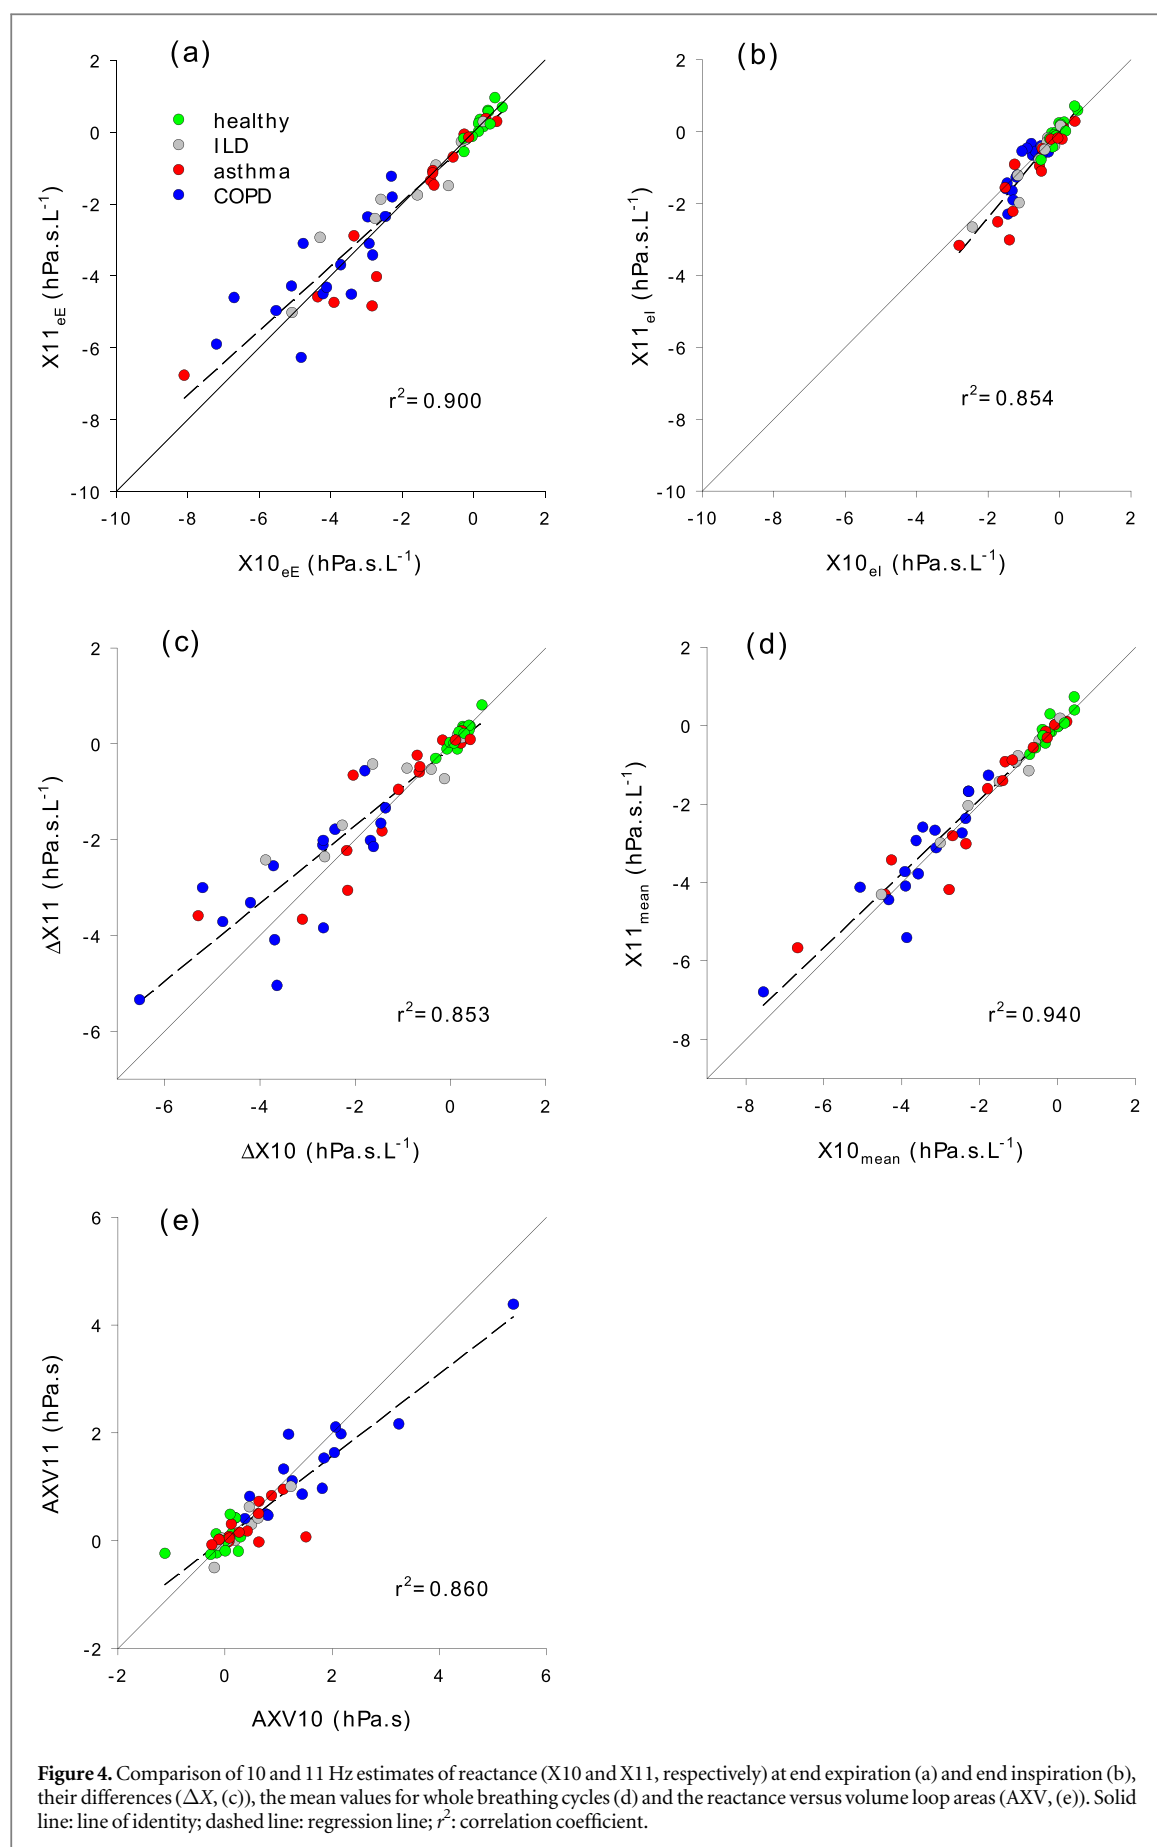 (a)
2
0
-2
-4
-6
-8
-10
X11eE (hPa.s.L-1)
healthy
ILD
asthma
COPD
r2= 0.900
-10 -8 -6 -4 -2 0 2
X10eE (hPa.s.L-1)
(b)
2
0
-2
-4
-6
-8
-10
X11eI (hPa.s.L-1)
r2= 0.854
-10 -8 -6 -4 -2 0 2
X10eI (hPa.s.L-1)
(c)
2
0
-2
-4
-6
ΔX11 (hPa.s.L-1)
r2= 0.853
-6 -4 -2 0 2
ΔX10 (hPa.s.L-1)
(d)
2
0
-2
-4
-6
-8
X11mean (hPa.s.L-1)
r2= 0.940
-8 -6 -4 -2 0 2
X10mean (hPa.s.L-1)
(e)
6
4
2
0
-2
AXV11 (hPa.s)
r2= 0.860
-2 0 2 4 6
AXV10 (hPa.s)
Figure 4. Comparison of 10 and 11 Hz estimates of reactance (X10 and X11, respectively) at end expiration (a) and end inspiration (b),
their differences (ΔX, (c)), the mean values for whole breathing cycles (d) and the reactance versus volume loop areas (AXV, (e)). Solid
line: line of identity; dashed line: regression line; r2: correlation coefficient.